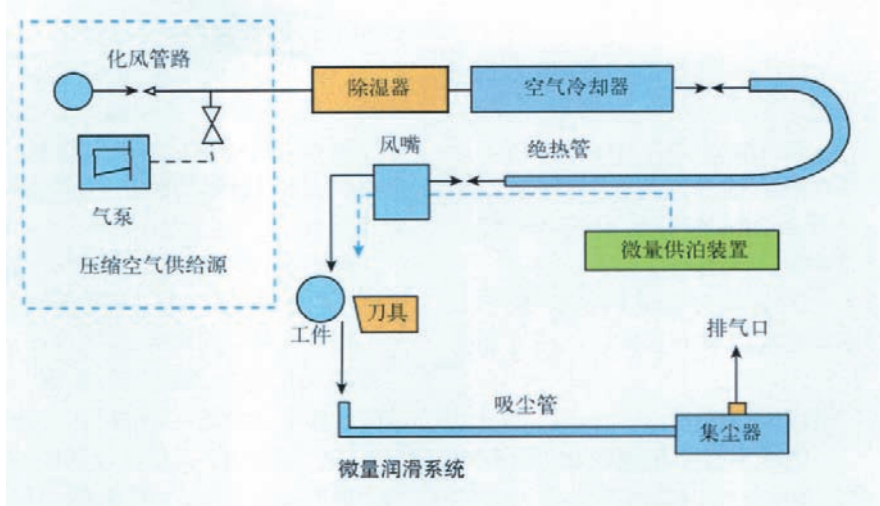 化风管路
除湿器
空气冷却器
风嘴
绝热管
气泵
压缩空气供给源
微量供泊装置
工件
刀具
排气口
吸尘管
集尘器
微量润滑系统